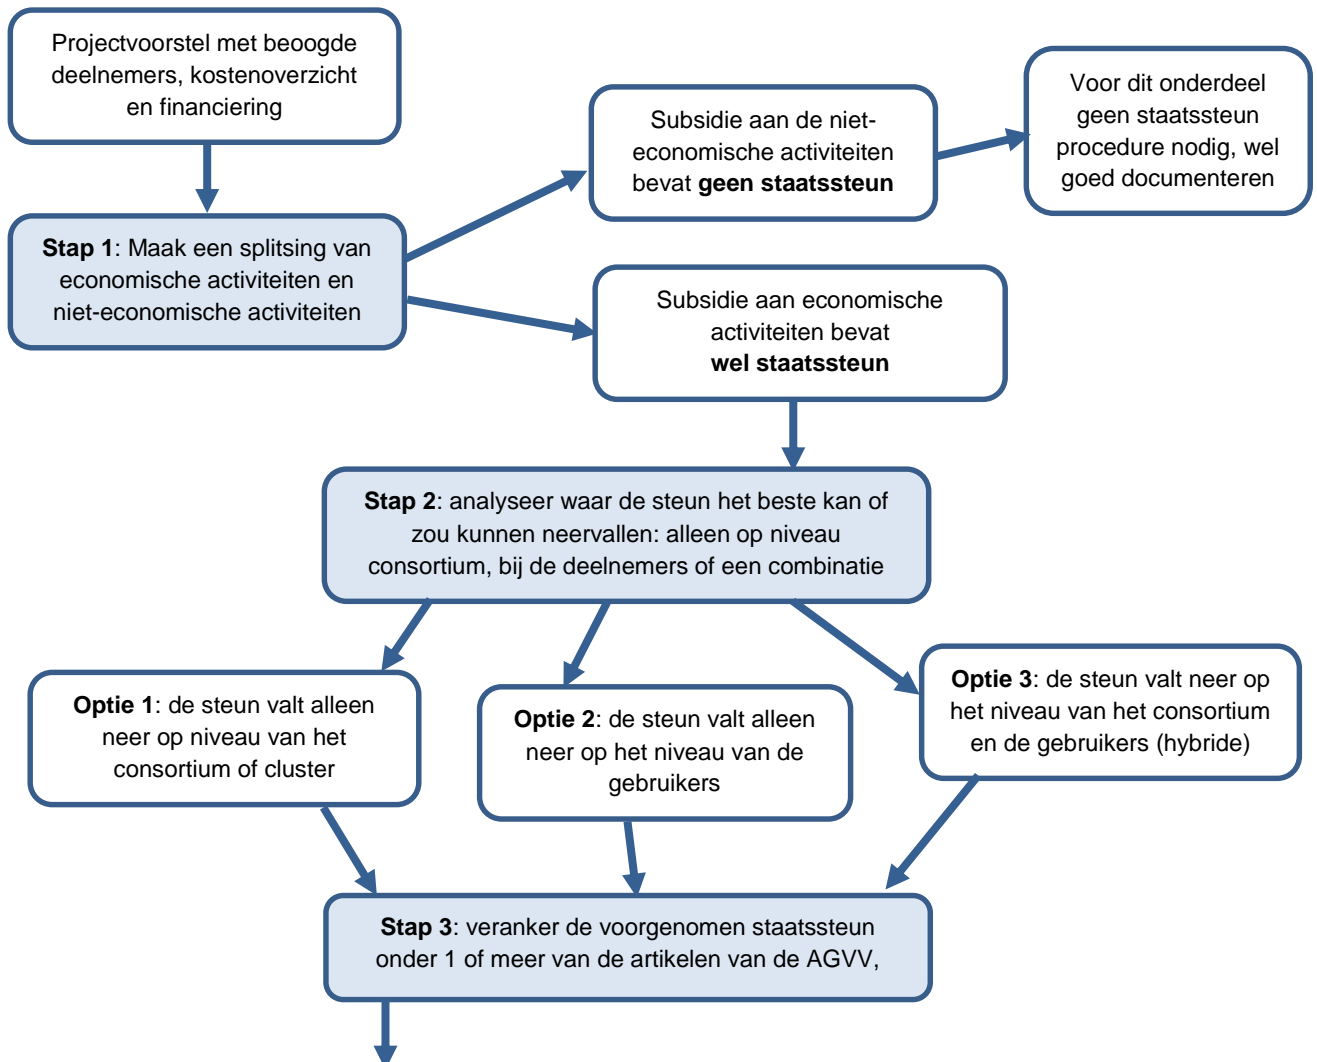 Projectvoorstel met beoogde
deelnemers, kostenoverzicht
en financiering
Subsidie aan de niet-
economische activiteiten
bevat geen staatssteun
Voor dit onderdeel
geen staatssteun
procedure nodig, wel
goed documenteren
Stap 1: Maak een splitsing van
economische activiteiten en
niet-economische activiteiten
Subsidie aan economische
activiteiten bevat
wel staatssteun
Stap 2: analyseer waar de steun het beste kan of
zou kunnen neervallen: alleen op niveau
consortium, bij de deelnemers of een combinatie
Optie 1: de steun valt alleen
neer op niveau van het
consortium of cluster
Optie 2: de steun valt alleen
neer op het niveau van de
gebruikers
Optie 3: de steun valt neer op
het niveau van het consortium
en de gebruikers (hybride)
Stap 3: veranker de voorgenomen staatssteun
onder 1 of meer van de artikelen van de AGVV,